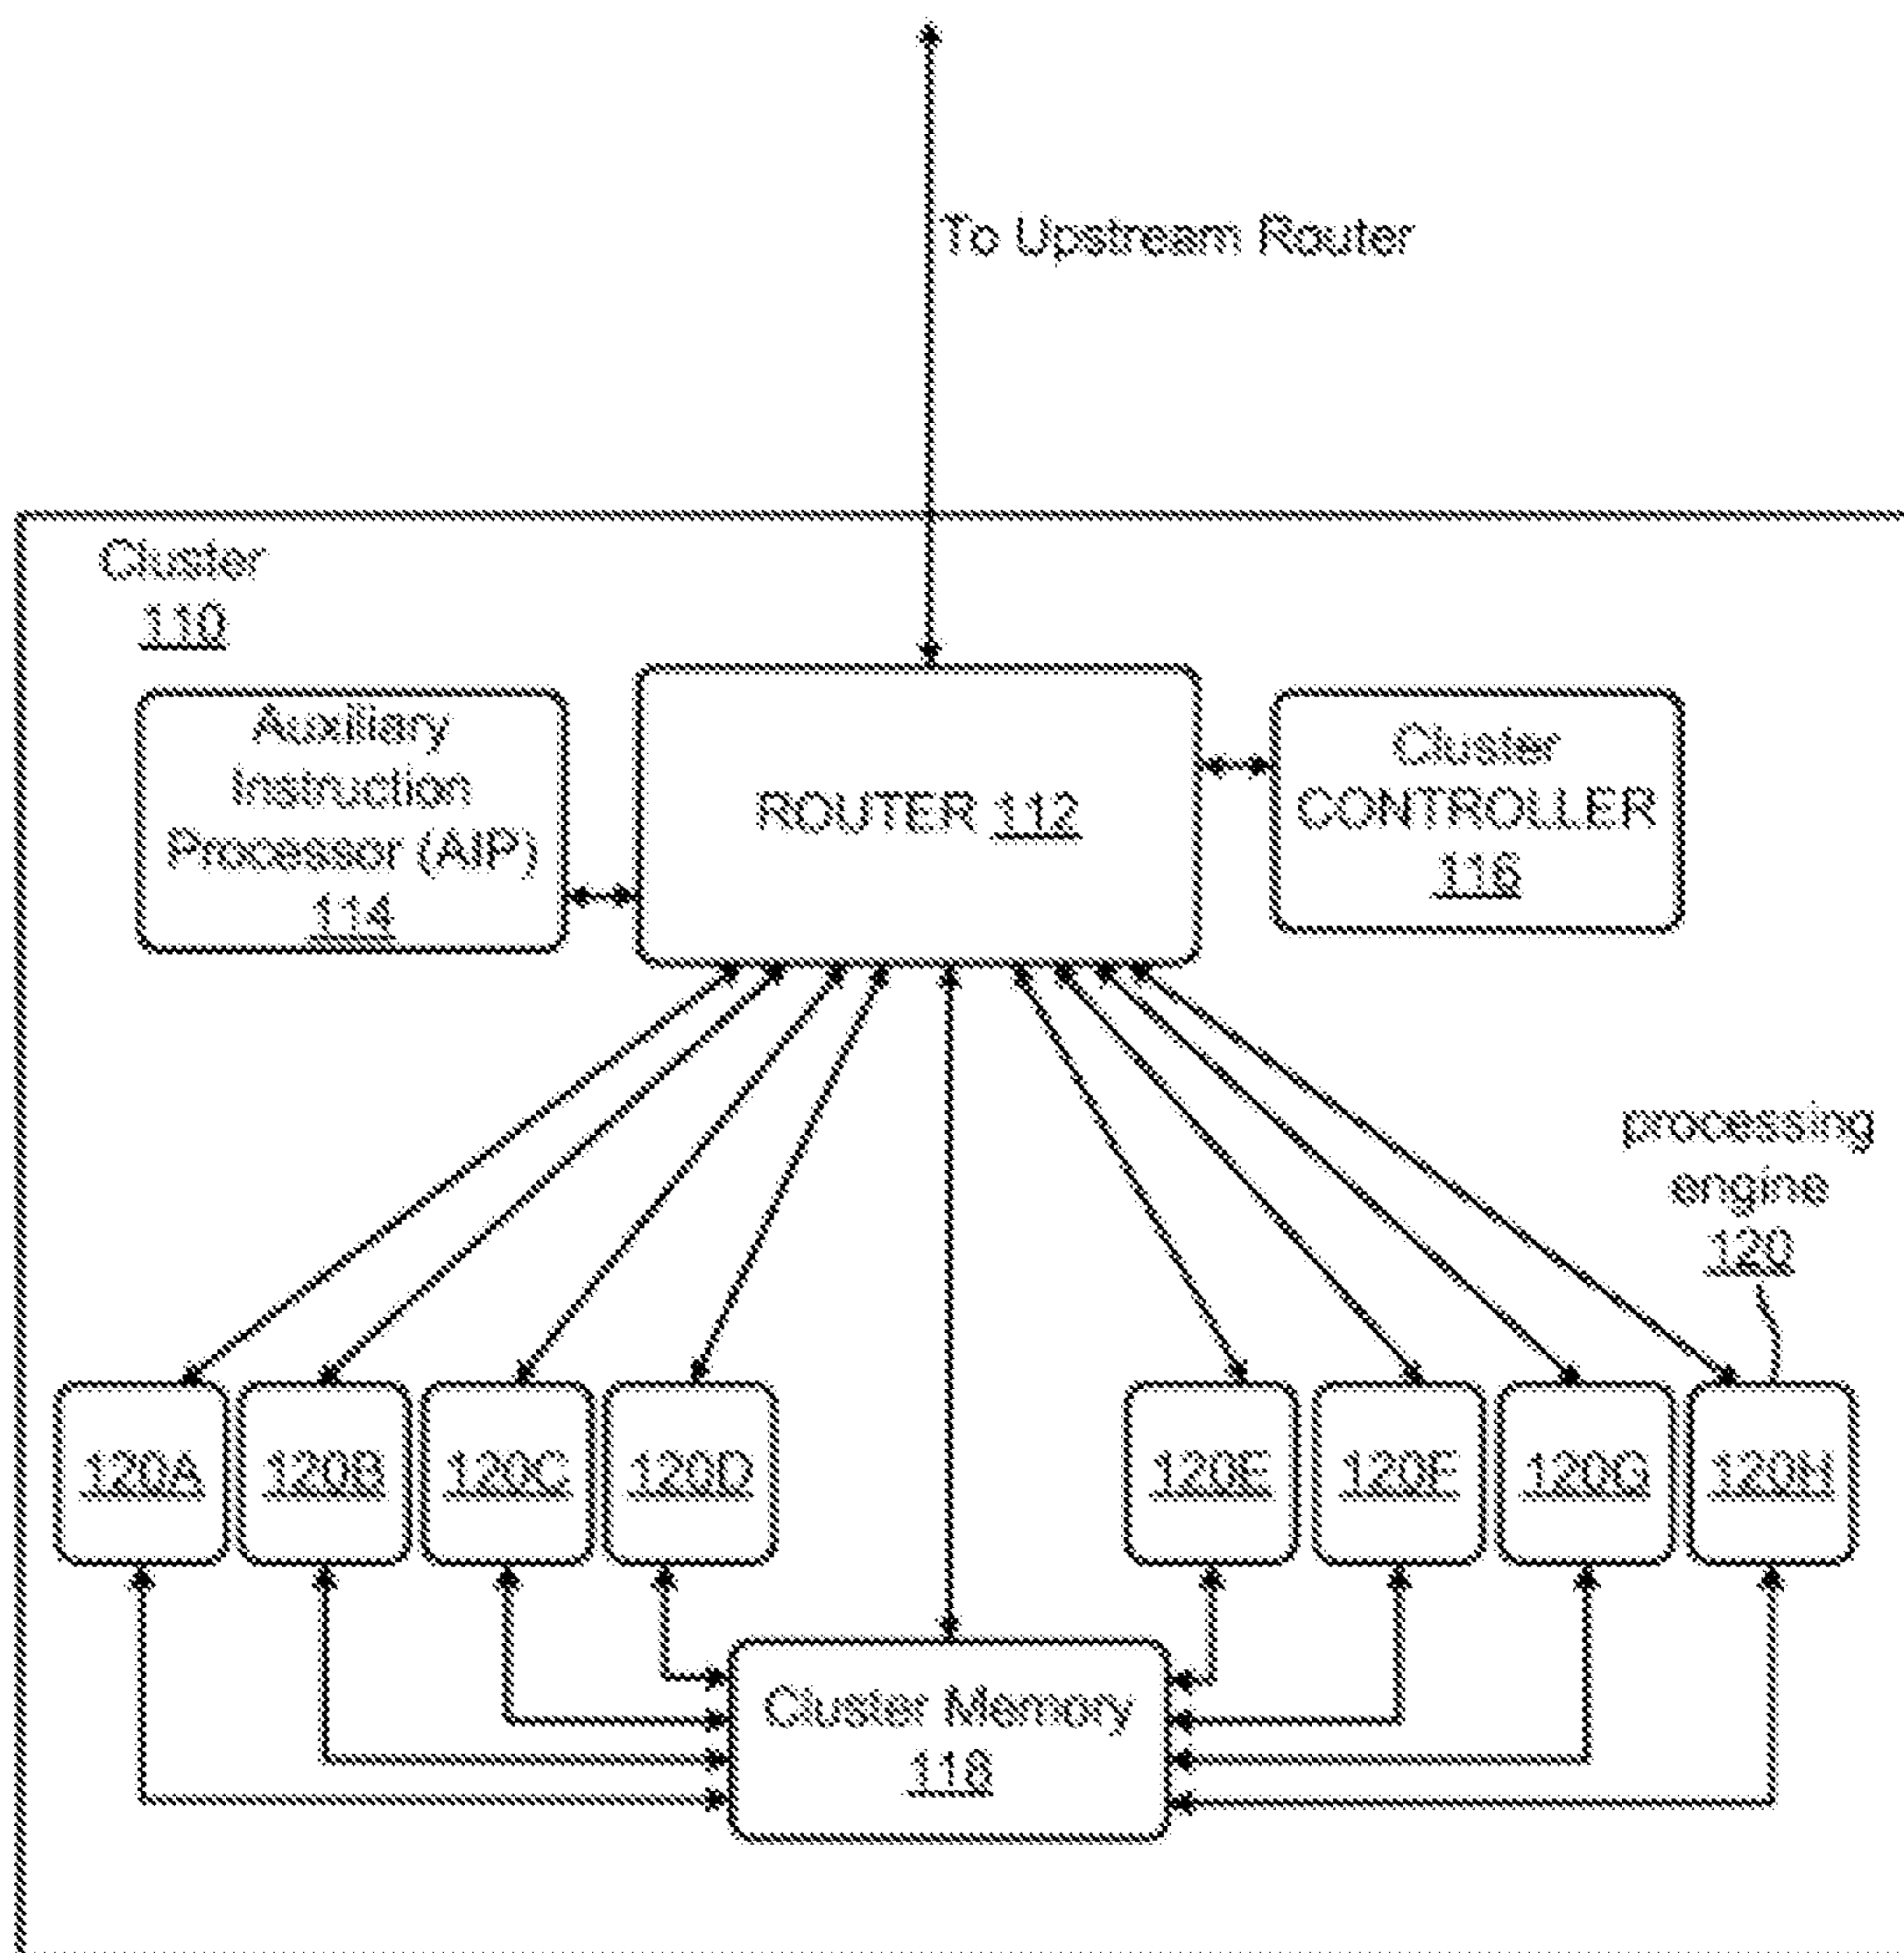 To Upstream Router
Cluster
110
Auxiliary
Instruction
Processor (AIP)
114
ROUTER 112
Cluster
CONTROLLER
116
processing
engine
120
120A
120B
120C
120D
120E
120F
120G
120H
Cluster Memory
118